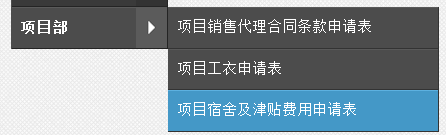 项目部
项目销售代理合同条款申请表
项目工衣申请表
项目宿舍及津贴费用申请表